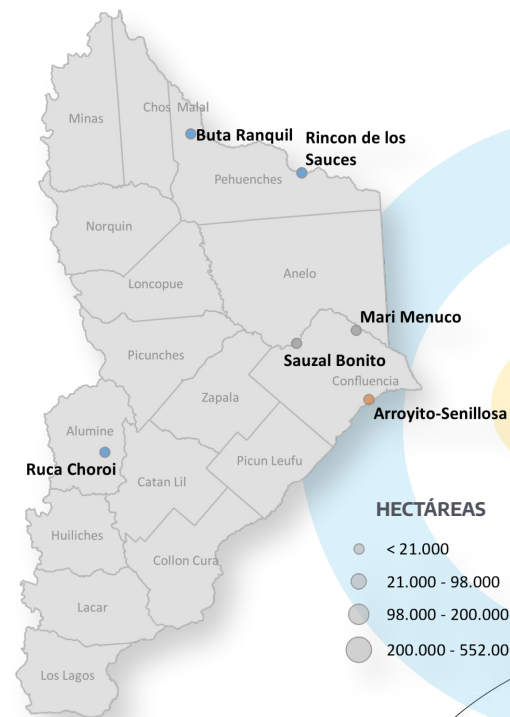 Minas
Chos Malal
Buta Ranquil
Rincon de los
Sauces
Pehuenches
Norquin
Loncopue
Anelo
Mari Menuco
Sauzal Bonito
Picunches
Confluencia
Zapala
Arroyito-Senillosa
Alumine
Ruca Choroi
Picun Leufu
Catan Lil
HECTÁREAS
Huiliches
< 21.000
Collon Cura
21.000 - 98.000
Lacar
98.000 - 200.000
200.000 - 552.00
Los Lagos